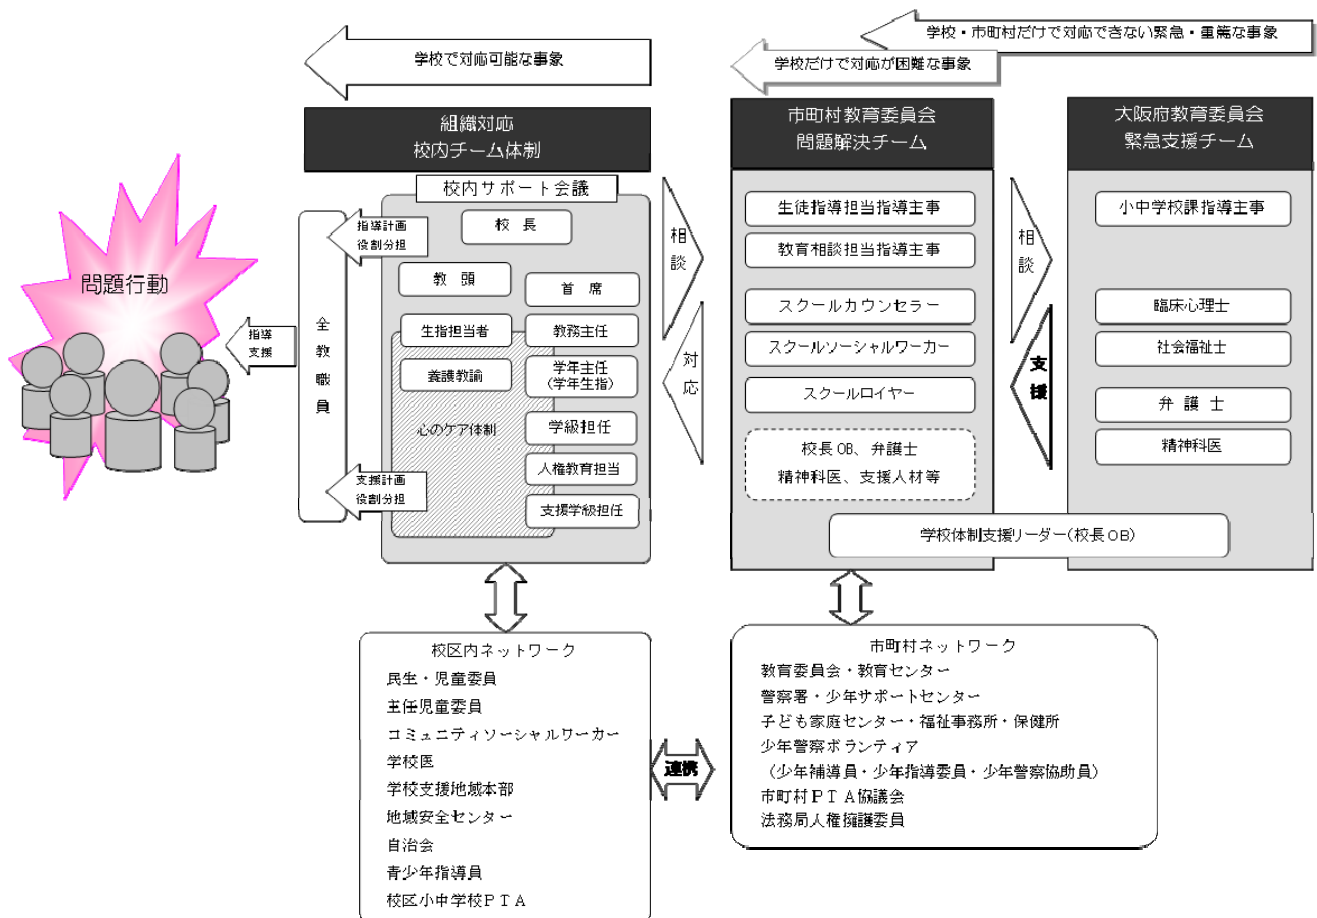 学校・市町村だけで対応できない緊急・重篤な事象
学校で対応可能な事象
学校だけで対応が困難な事象
組織対応
校内チーム体制
市町村教育委員会
問題解決チーム
大阪府教育委員会
緊急支援チーム
問題行動
指導
支援
全教職員
校内サポート会議
指導計画
役割分担
校 長
教 頭
首 席
生指担当者
教務主任
養護教諭
学年主任
(学年生指)
心のケア体制
学級担任
人権教育担当
支援計画
役割分担
支援学級担任
相談
対応
生徒指導担当指導主事
教育相談担当指導主事
スクールカウンセラー
スクールソーシャルワーカー
スクールロイヤー
校長OB、弁護士
精神科医、支援人材等
相談
支援
小中学校課指導主事
臨床心理士
社会福祉士
弁 護 士
精神科医
学校体制支援リーダー(校長OB)
校区内ネットワーク
民生・児童委員
主任児童委員
コミュニティソーシャルワーカー
学校医
学校支援地域本部
地域安全センター
自治会
青少年指導員
校区小中学校PTA
連携
市町村ネットワーク
教育委員会・教育センター
警察署・少年サポートセンター
子ども家庭センター・福祉事務所・保健所
少年警察ボランティア
(少年補導員・少年指導委員・少年警察協助員)
市町村PTA協議会
法務局人権擁護委員